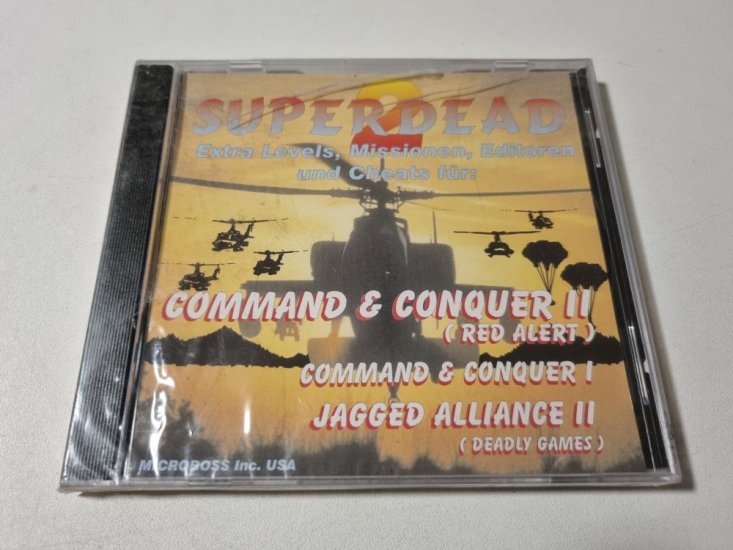 SUPERDEAD
2
Extra Levels, Missionen, Editoren
und Cheats für:
COMMAND & CONQUER II
( RED ALERT )
COMMAND & CONQUER I
JAGGED ALLIANCE II
( DEADLY GAMES )
MICROBOSS Inc. USA